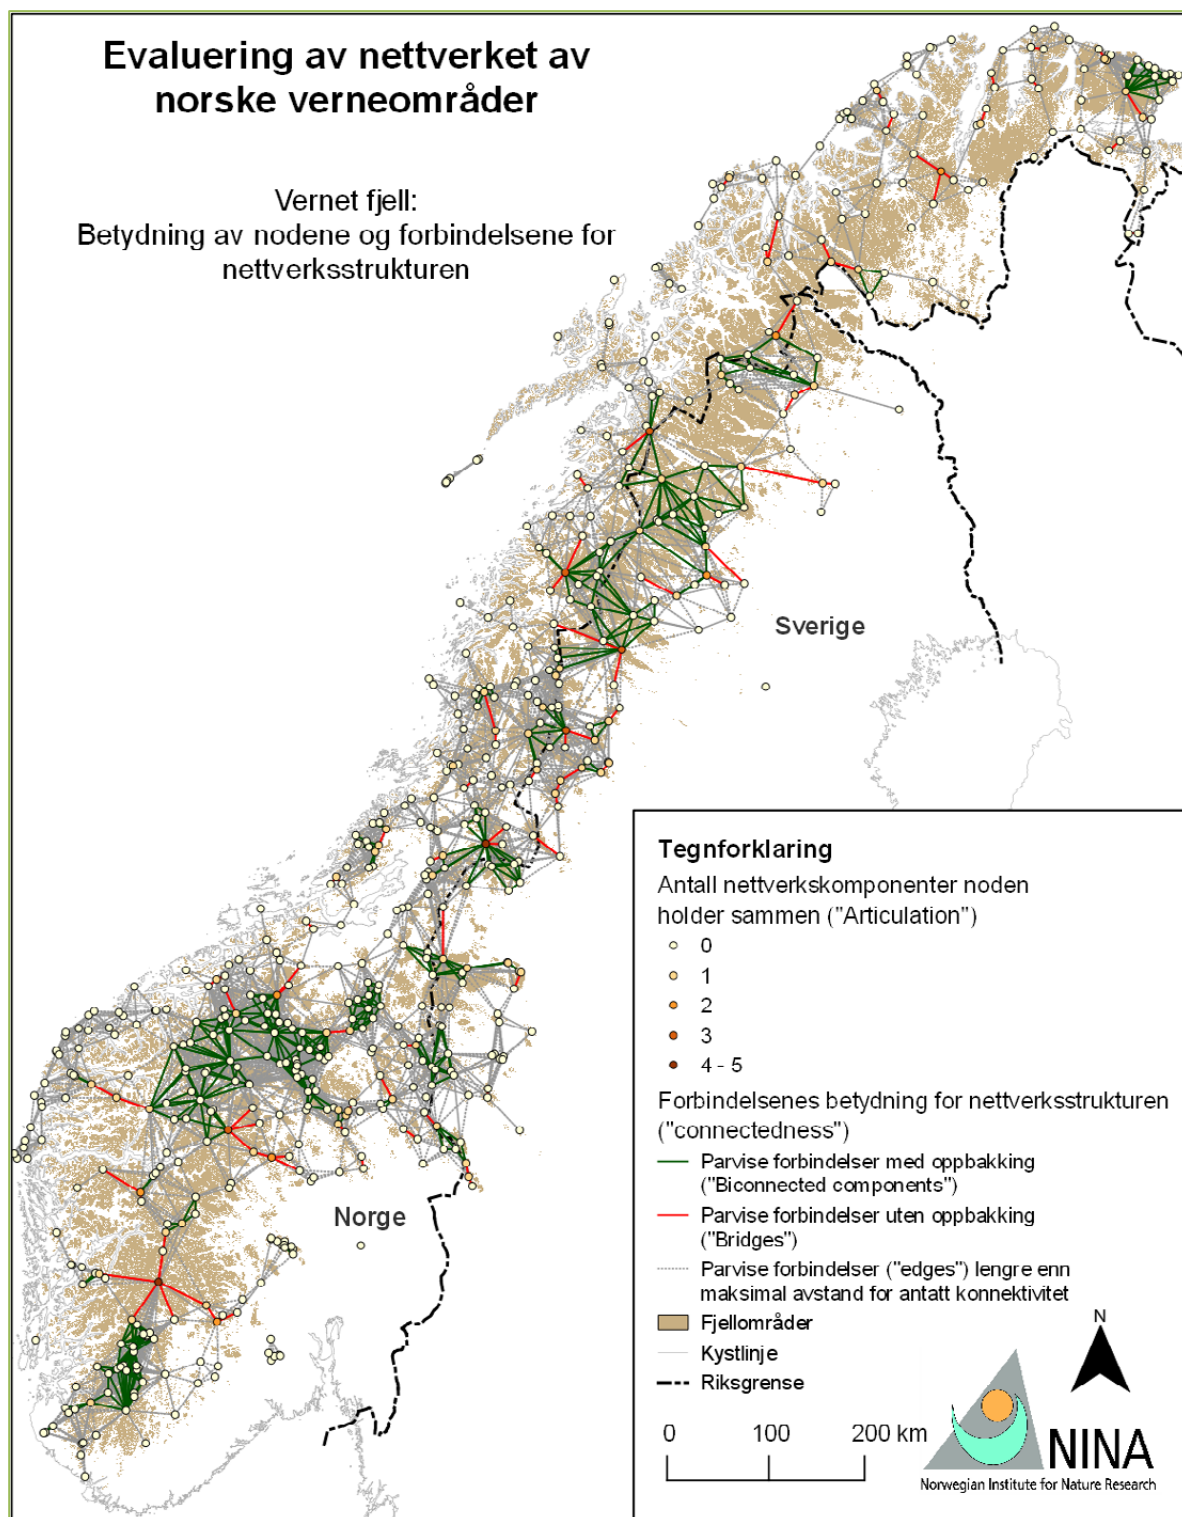 Evaluering av nettverket av
norske verneområder
Vernet fjell:
Betydning av nodene og forbindelsene for
nettverksstrukturen
Sverige
Norge
Tegnforklaring
Antall nettverkskomponenter noden
holder sammen ("Articulation")
0
1
2
3
4 - 5
Forbindelsenes betydning for nettverksstrukturen
("connectedness")
Parvise forbindelser med oppbakking
("Biconnected components")
Parvise forbindelser uten oppbakking
("Bridges")
Parvise forbindelser ("edges") lengre enn
maksimal avstand for antatt konnektivitet
Fjellområder
Kystlinje
Riksgrense
N
0 100 200 km
NINA
Norwegian Institute for Nature Research